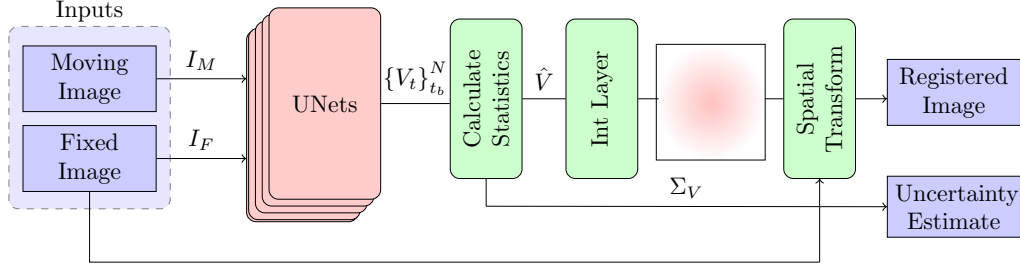 Inputs
Moving
Image
I_M
Fixed
Image
I_F
UNets
{V_t}_{t_b}^N
Calculate
Statistics
V̂
Int Layer
Σ_V
Spatial
Transform
Registered
Image
Uncertainty
Estimate